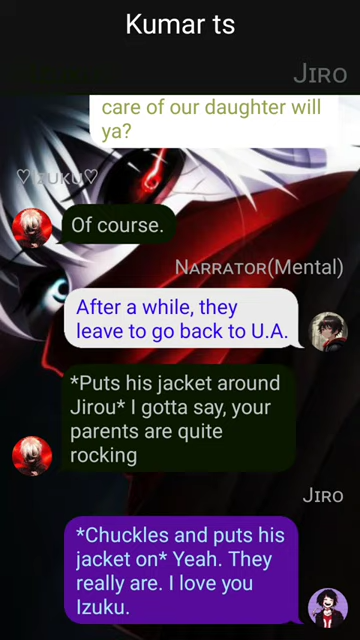 Kumar ts
Jiro
care of our daughter will
ya?
♡ Izuku♡
Of course.
Narrator(Mental)
After a while, they
leave to go back to U.A.
*Puts his jacket around
Jirou* I gotta say, your
parents are quite
rocking
Jiro
*Chuckles and puts his
jacket on* Yeah. They
really are. I love you
Izuku.